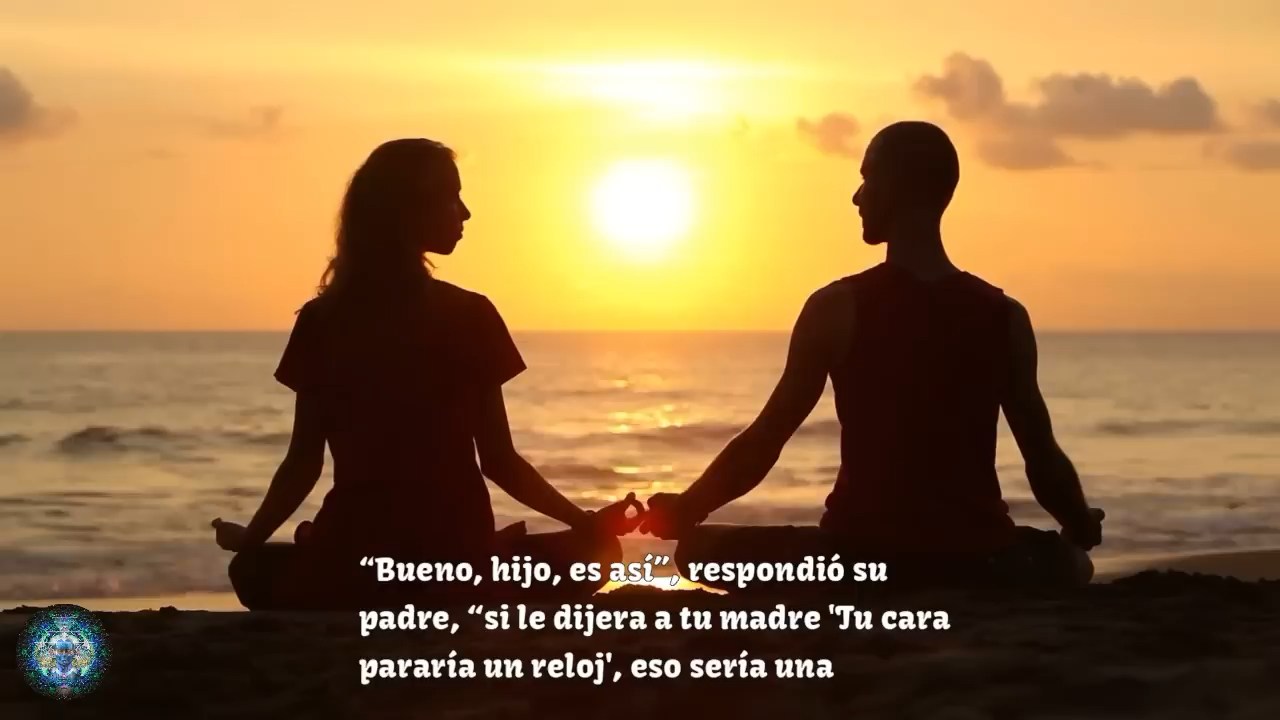 “Bueno, hijo, es así”, respondió su
padre, “si le dijera a tu madre 'Tu cara
pararía un reloj', eso sería una